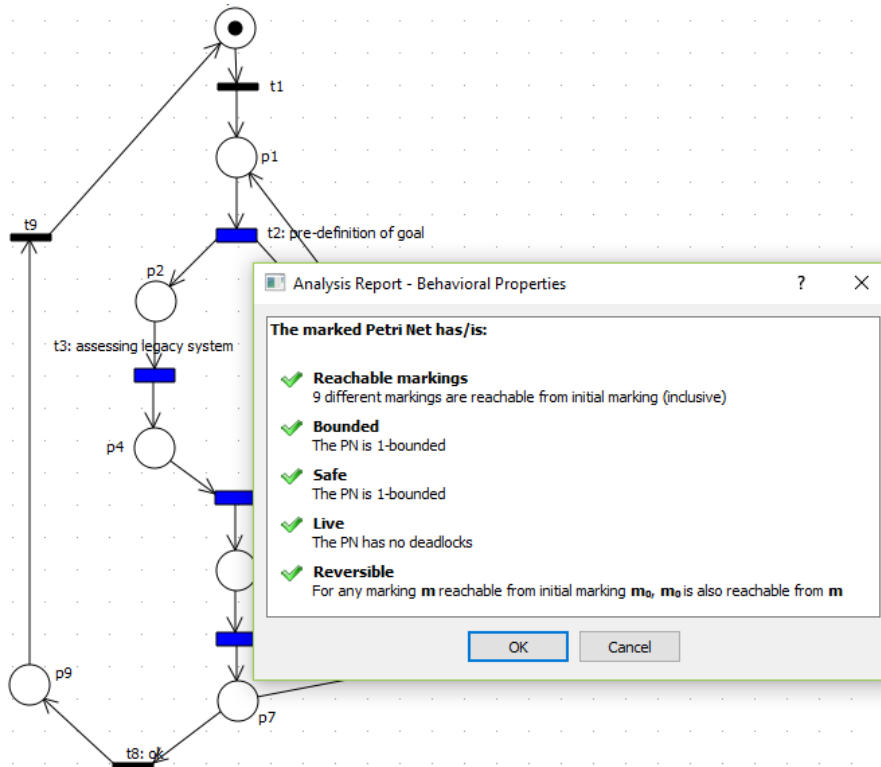 t1
p1
t9
t2: pre-definition of goal
p2
t3: assessing legacy system
p4
p9
p7
t8: ok
Analysis Report - Behavioral Properties
?
The marked Petri Net has/is:
Reachable markings
9 different markings are reachable from initial marking (inclusive)
Bounded
The PN is 1-bounded
Safe
The PN is 1-bounded
Live
The PN has no deadlocks
Reversible
For any marking m reachable from initial marking m₀, m₀ is also reachable from m
OK
Cancel